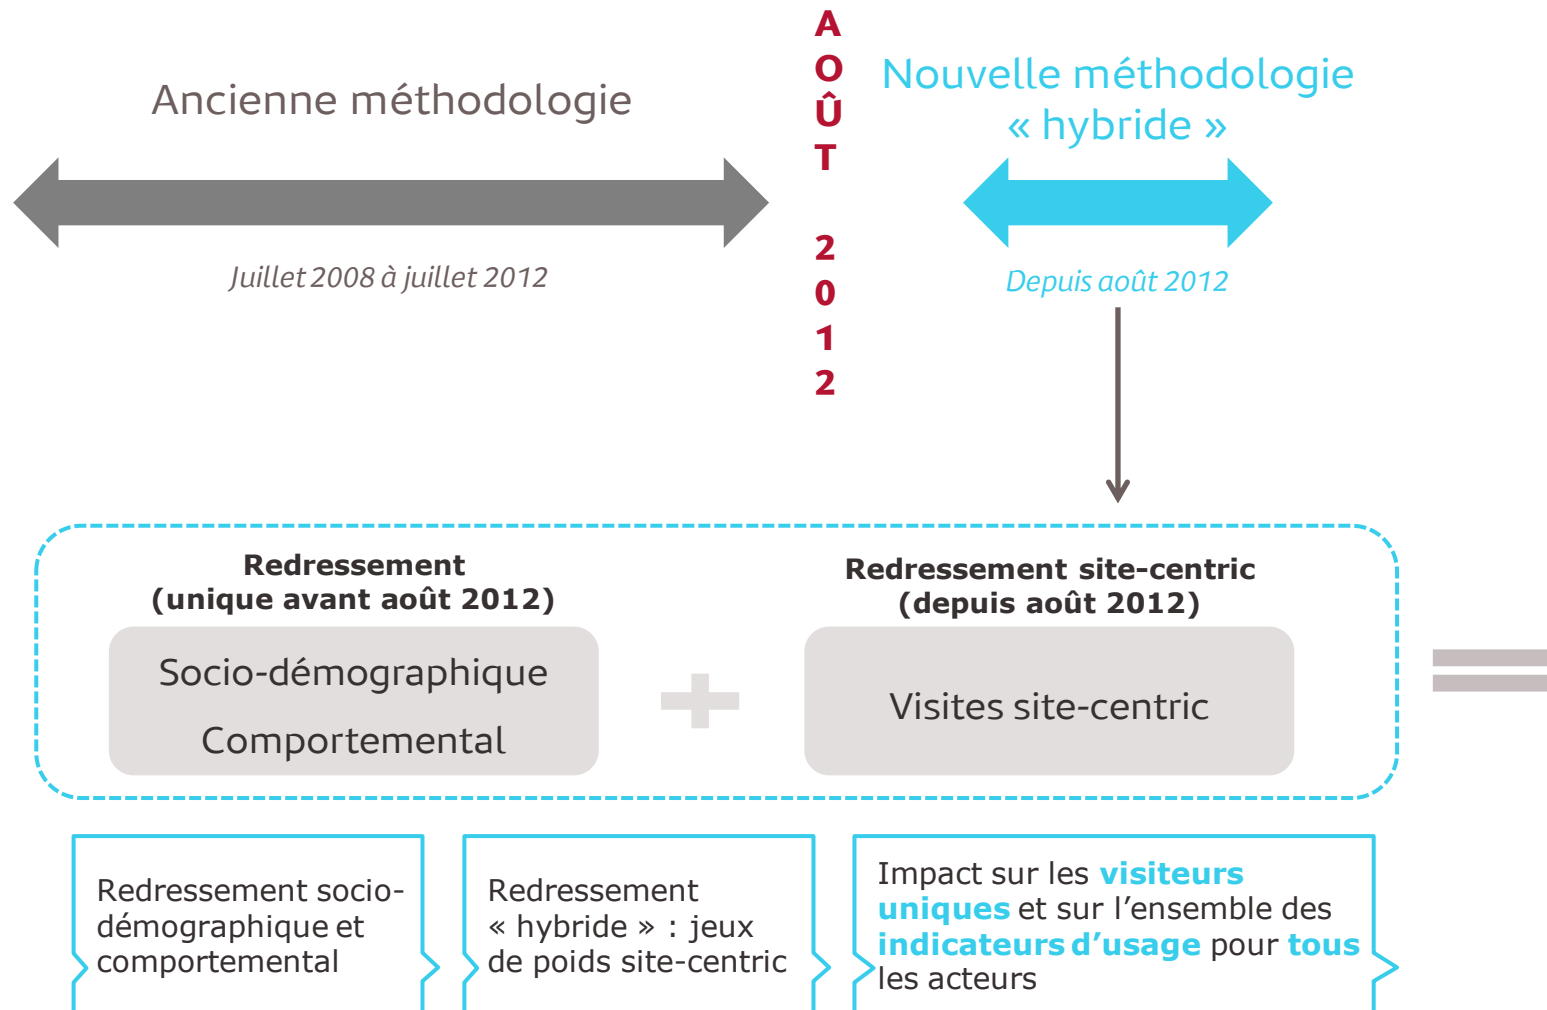 Ancienne méthodologie
Juillet 2008 à juillet 2012
A
O
Û
T
2
0
1
2
Nouvelle méthodologie
« hybride »
Depuis août 2012
Redressement
(unique avant août 2012)
Socio-démographique
Comportemental
Redressement site-centric
(depuis août 2012)
Visites site-centric
Redressement socio-
démographique et
comportemental
Redressement
« hybride » : jeux
de poids site-centric
Impact sur les visiteurs
uniques et sur l’ensemble des
indicateurs d’usage pour tous
les acteurs